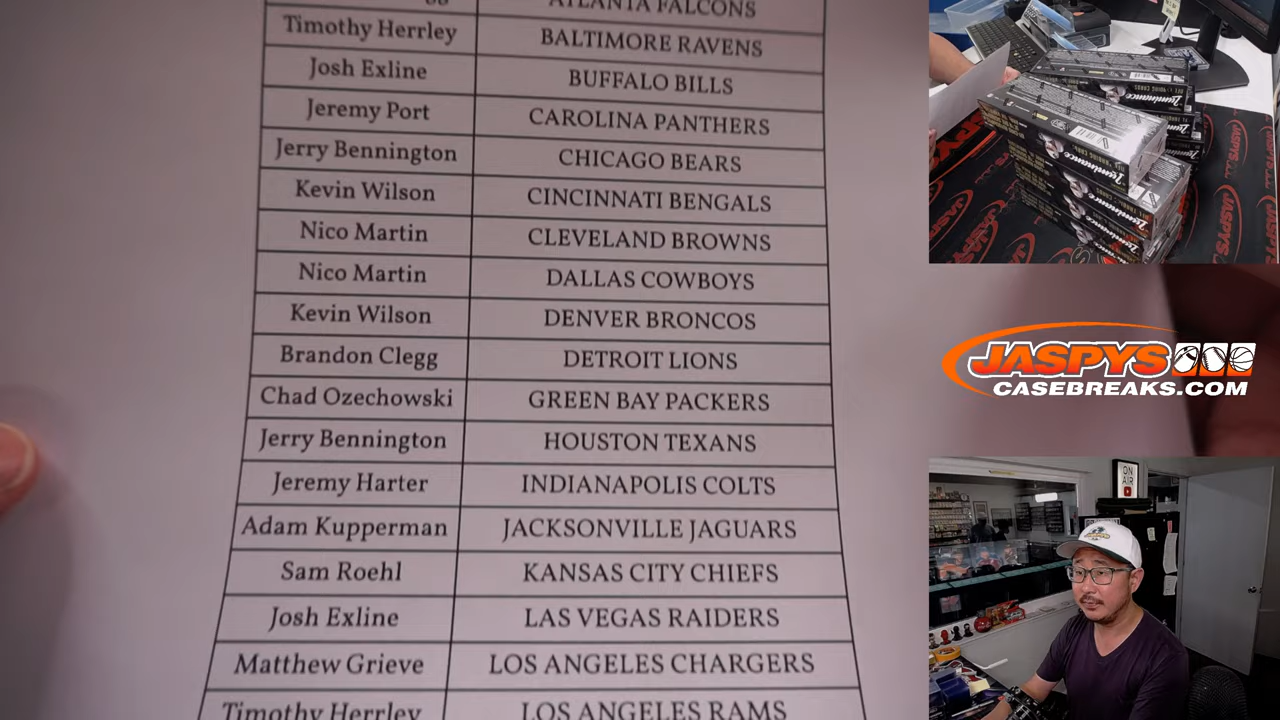 ATLANTA FALCONS
Timothy Herrley BALTIMORE RAVENS
Josh Exline BUFFALO BILLS
Jeremy Port CAROLINA PANTHERS
Jerry Bennington CHICAGO BEARS
Kevin Wilson CINCINNATI BENGALS
Nico Martin CLEVELAND BROWNS
Nico Martin DALLAS COWBOYS
Kevin Wilson DENVER BRONCOS
Brandon Clegg DETROIT LIONS
Chad Ozechowski GREEN BAY PACKERS
Jerry Bennington HOUSTON TEXANS
Jeremy Harter INDIANAPOLIS COLTS
Adam Kupperman JACKSONVILLE JAGUARS
Sam Roehl KANSAS CITY CHIEFS
Josh Exline LAS VEGAS RAIDERS
Matthew Grieve LOS ANGELES CHARGERS
Timothy Herrley LOS ANGELES RAMS
Luminance
Luminance
JASPYS
CASEBREAKS.COM
ON
AIR